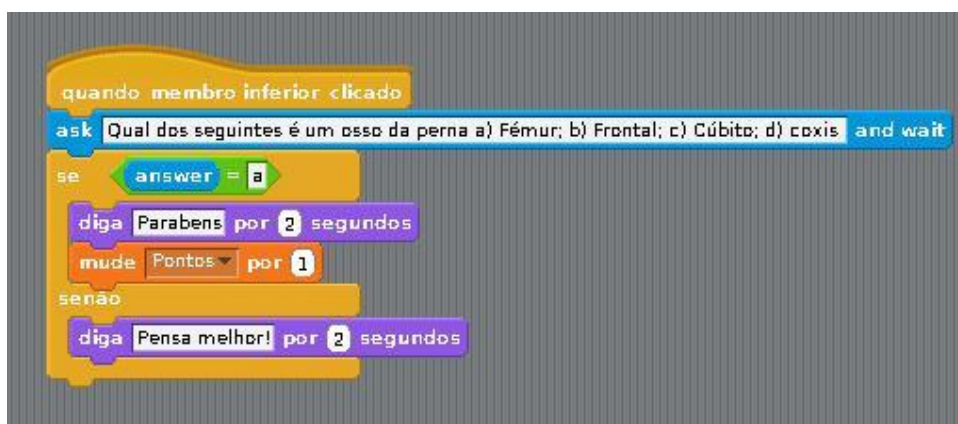 quando membro inferior clicado
ask Qual dos seguintes é um osso da perna a) Fémur; b) Frontal; c) Cúbito; d) coxis and wait
se answer = a
diga Parabens por 2 segundos
mude Pontos por 1
senão
diga Pensa melhor! por 2 segundos